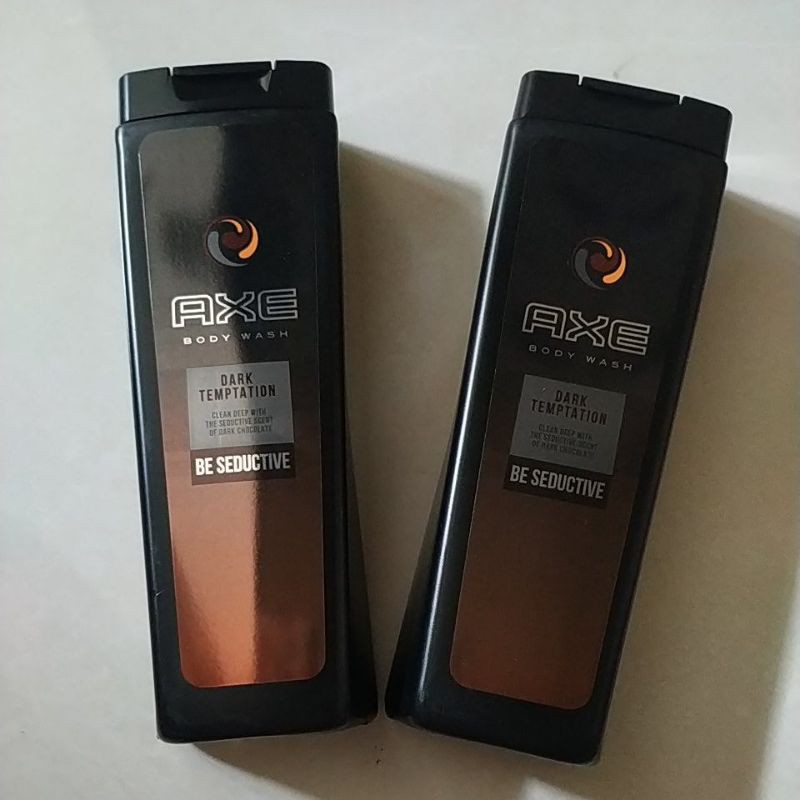 AXE
BODY WASH
DARK
TEMPTATION
CLEAN DEEP WITH
THE SEDUCTIVE SCENT
OF DARK CHOCOLATE
BE SEDUCTIVE
AXE
BODY WASH
DARK
TEMPTATION
CLEAN DEEP WITH
THE SEDUCTIVE SCENT
OF DARK CHOCOLATE
BE SEDUCTIVE